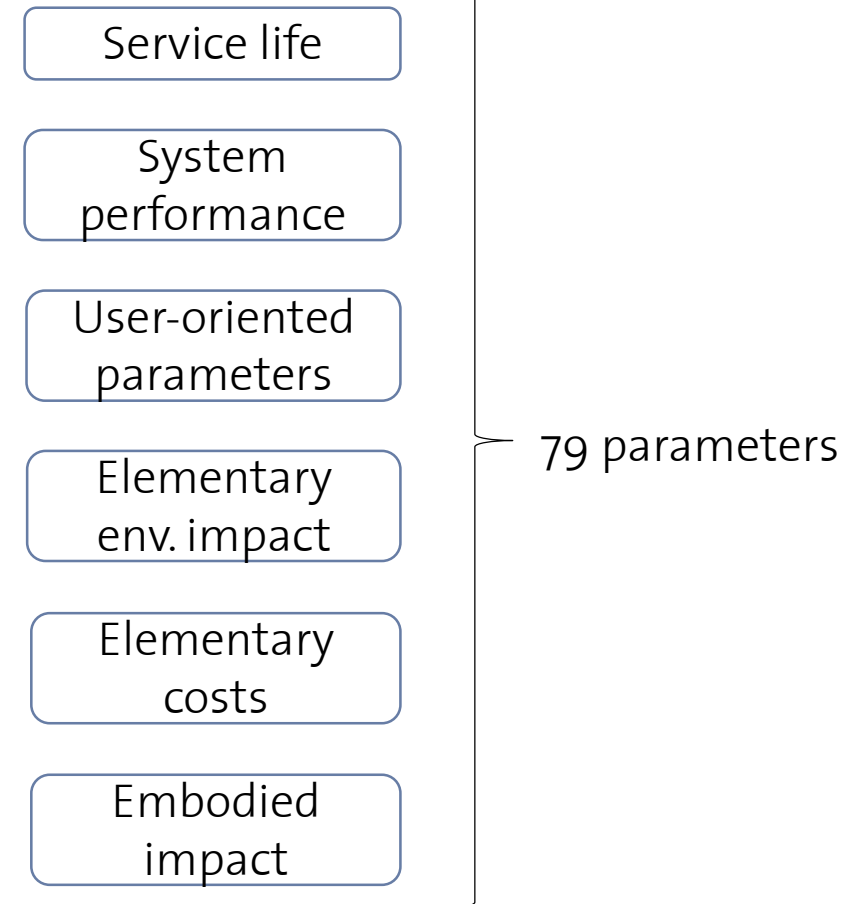 Service life
System
performance
User-oriented
parameters
Elementary
env. impact
Elementary
costs
Embodied
impact
79 parameters